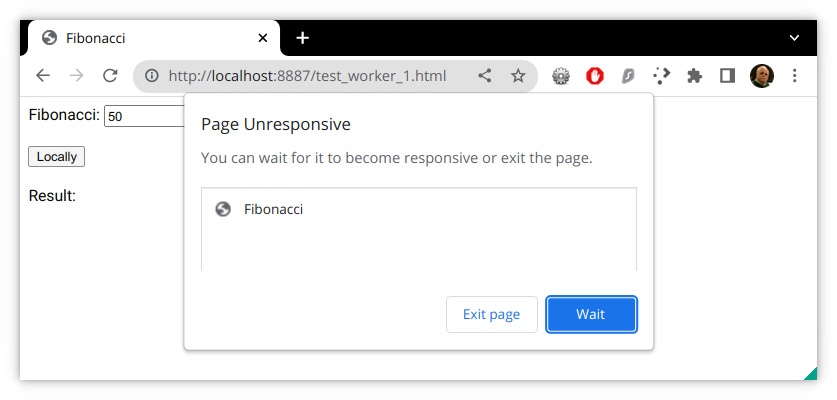 Fibonacci
http://localhost:8887/test_worker_1.html
Fibonacci: 50
Locally
Result:
Page Unresponsive
You can wait for it to become responsive or exit the page.
Fibonacci
Exit page
Wait